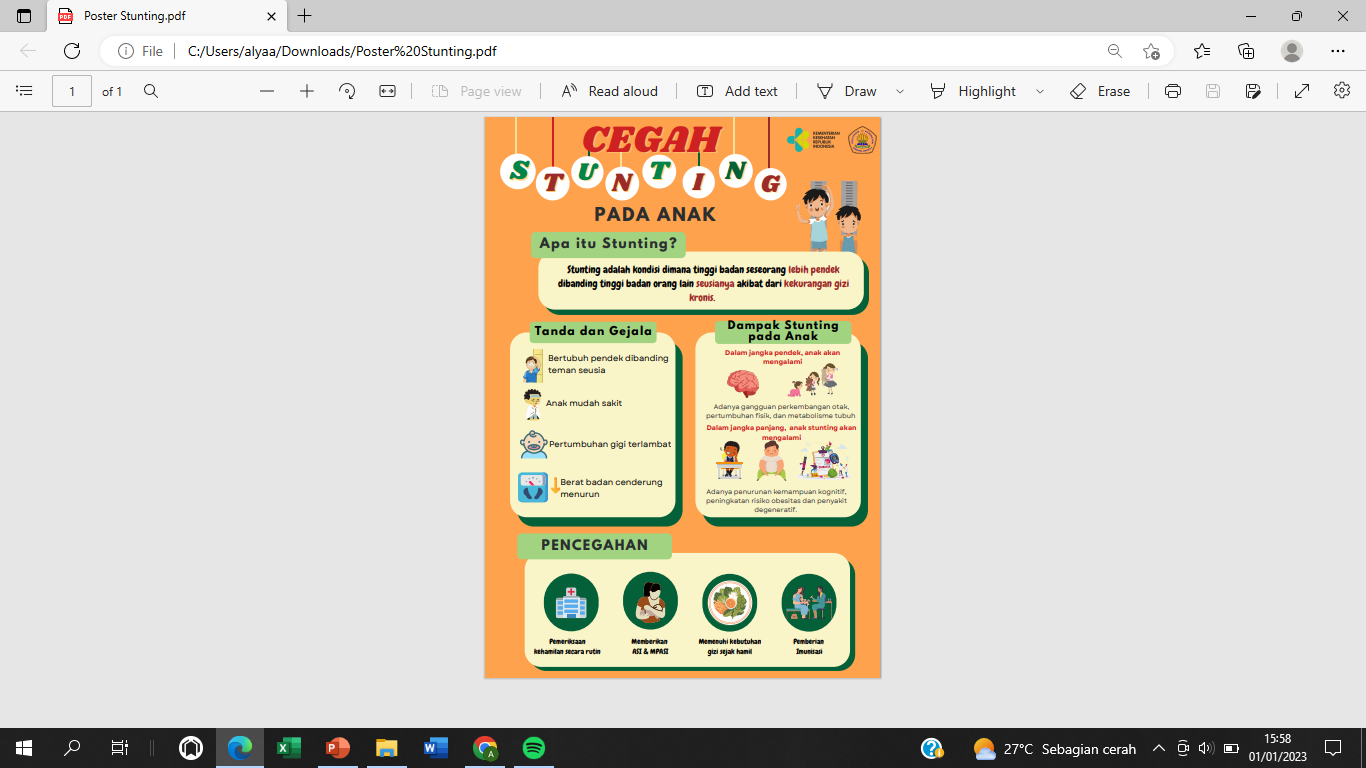 Poster Stunting.pdf
File
C:/Users/alyaa/Downloads/Poster%20Stunting.pdf
1 of 1
Page view
Read aloud
Add text
Draw
Highlight
Erase
CEGAH
STUNTING
PADA ANAK
KEMENTERIAN
KESEHATAN
REPUBLIK
INDONESIA
Apa itu Stunting?
Stunting adalah kondisi dimana tinggi badan seseorang lebih pendek
dibanding tinggi badan orang lain seusianya akibat dari kekurangan gizi
kronis.
Tanda dan Gejala
Bertubuh pendek dibanding
teman seusia
Anak mudah sakit
Pertumbuhan gigi terlambat
Berat badan cenderung
menurun
Dampak Stunting
pada Anak
Dalam jangka pendek, anak akan
mengalami
Adanya gangguan perkembangan otak,
pertumbuhan fisik, dan metabolisme tubuh
Dalam jangka panjang, anak stunting akan
mengalami
Adanya penurunan kemampuan kognitif,
peningkatan risiko obesitas dan penyakit
degeneratif.
PENCEGAHAN
Pemeriksaan
kehamilan secara rutin
Memberikan
ASI & MPASI
Memenuhi kebutuhan
gizi sejak hamil
Pemberian
Imunisasi
27°C Sebagian cerah
15:58
01/01/2023